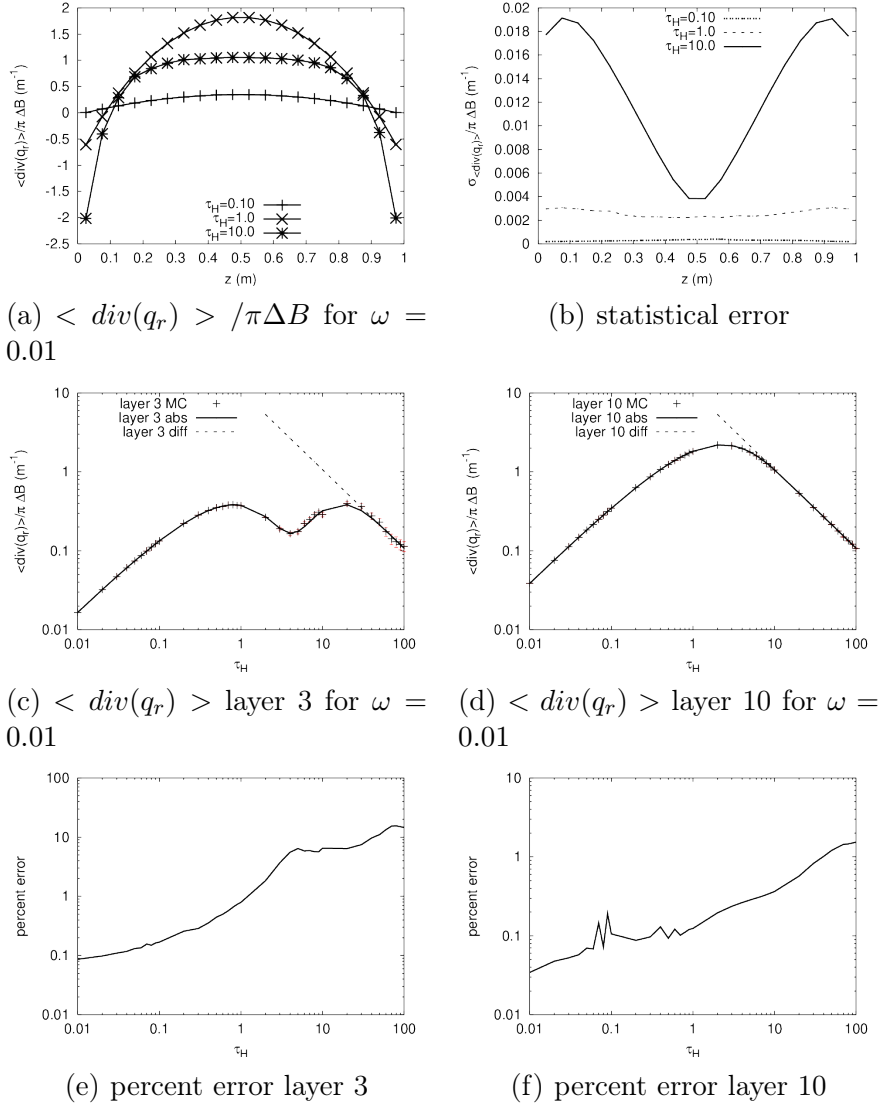 <div(q_r)>/π ΔB (m⁻¹)
2
1.5
1
0.5
0
-0.5
-1
-1.5
-2
-2.5
τ_H=0.10
τ_H=1.0
τ_H=10.0
0 0.1 0.2 0.3 0.4 0.5 0.6 0.7 0.8 0.9 1
z (m)
(a) < div(q_r) > /πΔB for ω =
0.01
σ_<div(q_r)>/π ΔB (m⁻¹)
0.02
0.018
0.016
0.014
0.012
0.01
0.008
0.006
0.004
0.002
0
τ_H=0.10
τ_H=1.0
τ_H=10.0
0 0.1 0.2 0.3 0.4 0.5 0.6 0.7 0.8 0.9 1
z (m)
(b) statistical error
<div(q_r)>/π ΔB (m⁻¹)
10
1
0.1
0.01
layer 3 MC
layer 3 abs
layer 3 diff
0.01 0.1 1 10 100
τ_H
(c) < div(q_r) > layer 3 for ω =
0.01
<div(q_r)>/π ΔB (m⁻¹)
10
1
0.1
0.01
layer 10 MC
layer 10 abs
layer 10 diff
0.01 0.1 1 10 100
τ_H
(d) < div(q_r) > layer 10 for ω =
0.01
percent error
100
10
1
0.1
0.01
0.01 0.1 1 10 100
τ_H
(e) percent error layer 3
percent error
10
1
0.1
0.01
0.01 0.1 1 10 100
τ_H
(f) percent error layer 10